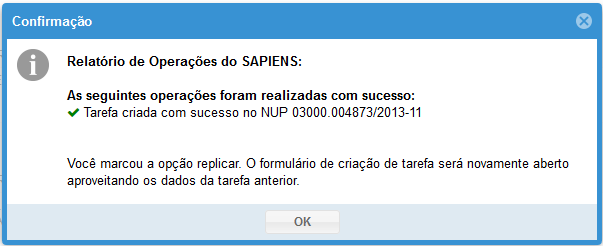 Confirmação
Relatório de Operações do SAPIENS:
As seguintes operações foram realizadas com sucesso:
Tarefa criada com sucesso no NUP 03000.004873/2013-11
Você marcou a opção replicar. O formulário de criação de tarefa será novamente aberto
aproveitando os dados da tarefa anterior.
OK